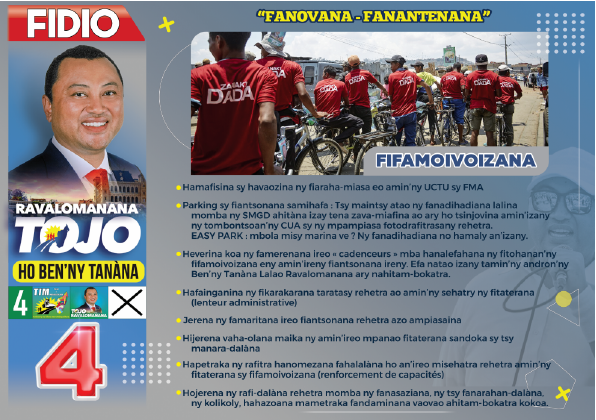 FIDIO
"FANOVANA - FANANTENANA"
ZANAK'I
DADA
FIFAMOIVOIZANA
RAVALOMANANA
TOJO
HO BEN'NY TANÀNA
4
TIM
TOJO
RAVALOMANANA
4
Hamafisina sy havaozina ny fiaraha-miasa eo amin'ny UCTU sy FMA
Parking sy fiantsonana samihafa : Tsy maintsy atao ny fanadihadiana lalina
momba ny SMGD ahitàna izay tena zava-miafina ao ary ho tsinjovina amin'izany
ny tombontsoan'ny CUA sy ny mpampiasa fotodrafitrasany rehetra.
EASY PARK : mbola misy marina ve ? Ny fanadihadiana no hamaly an'izany.
Heverina koa ny famerenana ireo « cadenceurs » mba hanalefahana ny fitohanan'ny
fifamoivoizana eny amin'ireny fiantsonana ireny. Efa natao izany tamin'ny andron'ny
Ben'ny Tanàna Lalao Ravalomanana ary nahitam-bokatra.
Hafainganina ny fikarakarana taratasy rehetra ao amin'ny sehatry ny fitaterana
(lenteur administrative)
Jerena ny famaritana ireo fiantsonana rehetra azo ampiasaina
Hijerena vaha-olana maika ny amin'ireo mpanao fitaterana sandoka sy tsy
manara-dalàna
Hapetraka ny rafitra hanomezana fahalalàna ho an'ireo misehatra rehetra amin'ny
fitaterana sy fifamoivoizana (renforcement de capacités)
Hojerena ny rafi-dalàna rehetra momba ny fanasaziana, ny tsy fanarahan-dalàna,
ny kolikoly, hahazoana mametraka fandaminana vaovao ahitam-bokatra kokoa.